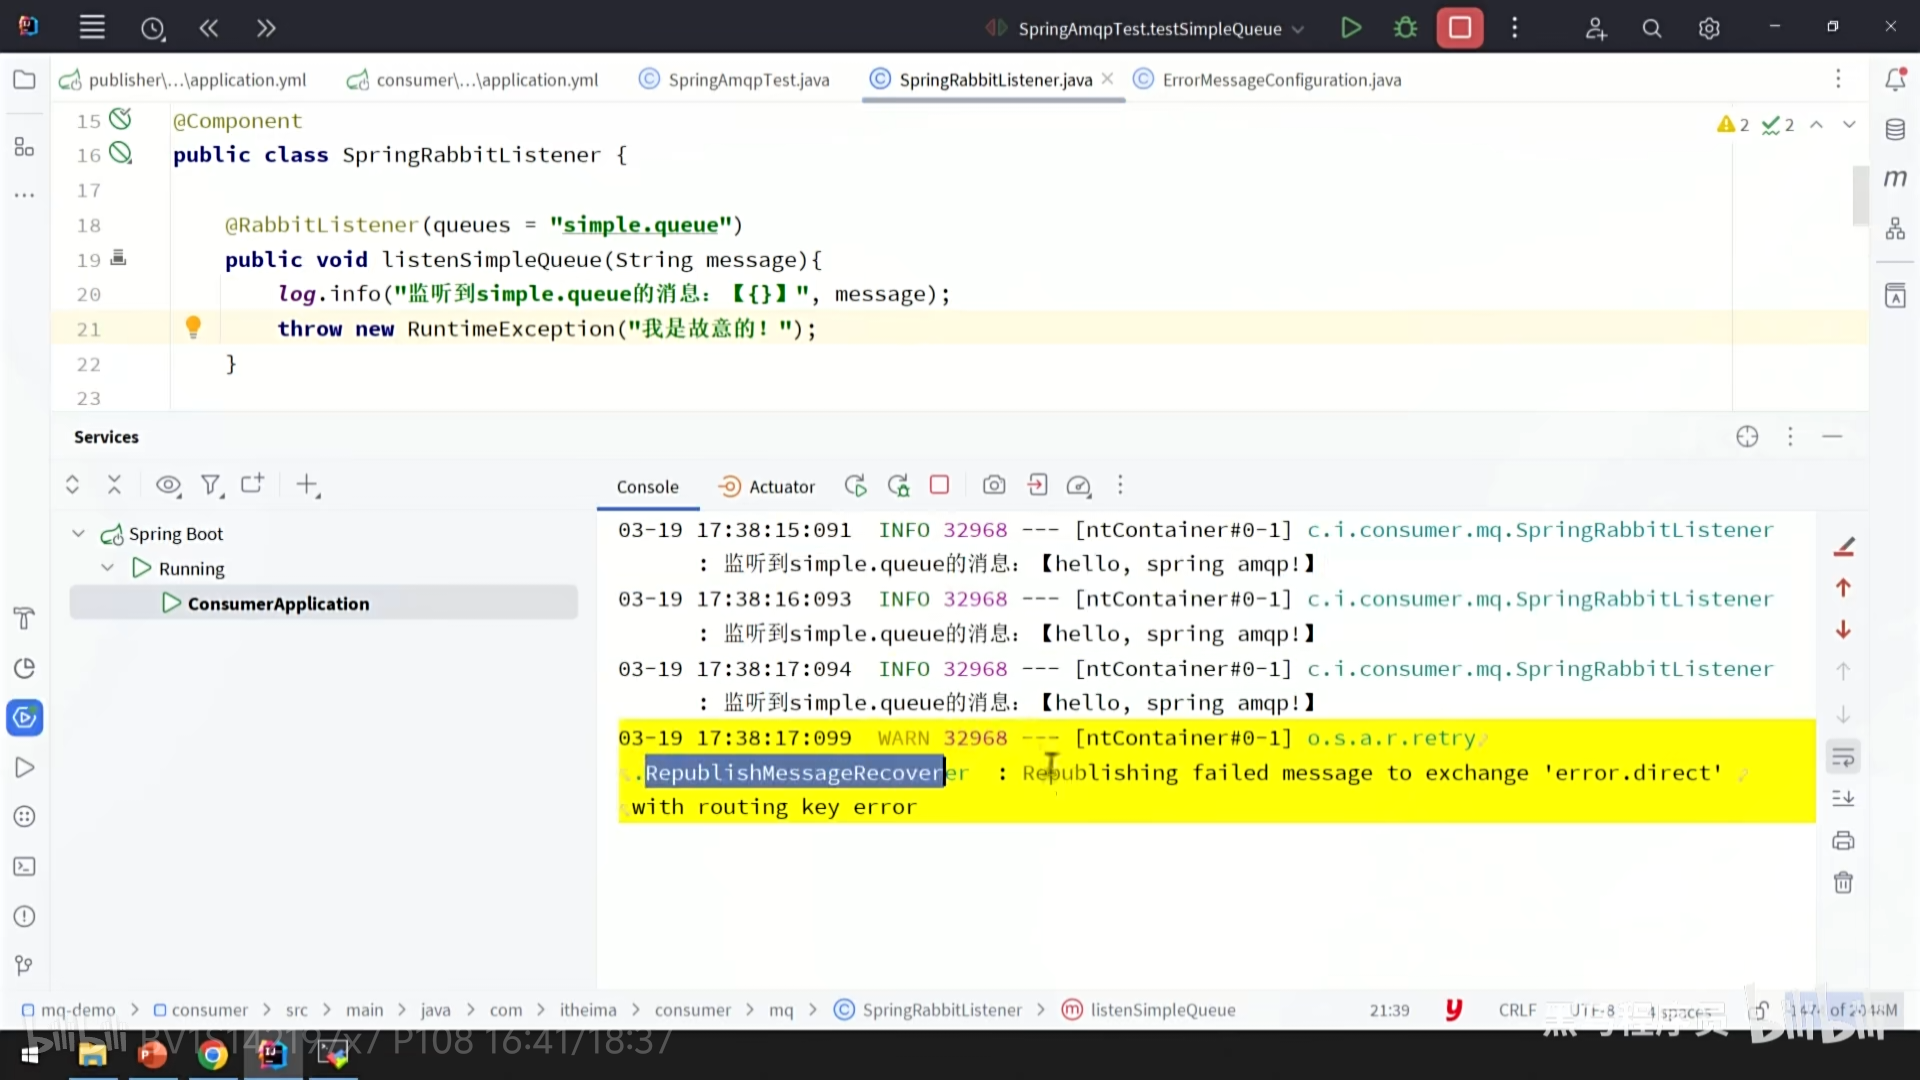 SpringAmqpTest.testSimpleQueue
publisher\...\application.yml
consumer\...\application.yml
SpringAmqpTest.java
SpringRabbitListener.java
ErrorMessageConfiguration.java
15 @Component
2 2
16 public class SpringRabbitListener {
17
18 @RabbitListener(queues = "simple.queue")
19 public void listenSimpleQueue(String message){
20 log.info("监听到simple.queue的消息：【{}】", message);
21 throw new RuntimeException("我是故意的！");
22 }
23
Services
Console
Actuator
Spring Boot
Running
ConsumerApplication
03-19 17:38:15:091 INFO 32968 --- [ntContainer#0-1] c.i.consumer.mq.SpringRabbitListener
: 监听到simple.queue的消息：【hello, spring amqp!】
03-19 17:38:16:093 INFO 32968 --- [ntContainer#0-1] c.i.consumer.mq.SpringRabbitListener
: 监听到simple.queue的消息：【hello, spring amqp!】
03-19 17:38:17:094 INFO 32968 --- [ntContainer#0-1] c.i.consumer.mq.SpringRabbitListener
: 监听到simple.queue的消息：【hello, spring amqp!】
03-19 17:38:17:099 WARN 32968 --- [ntContainer#0-1] o.s.a.r.retry
.RepublishMessageRecoverer : Republishing failed message to exchange 'error.direct'
with routing key error
mq-demo
consumer
src
main
java
com
itheima
consumer
mq
SpringRabbitListener
listenSimpleQueue
21:39
CRLF
UTF-8
4 spaces
黑马程序员
bilibili
P108 16:41/18:37